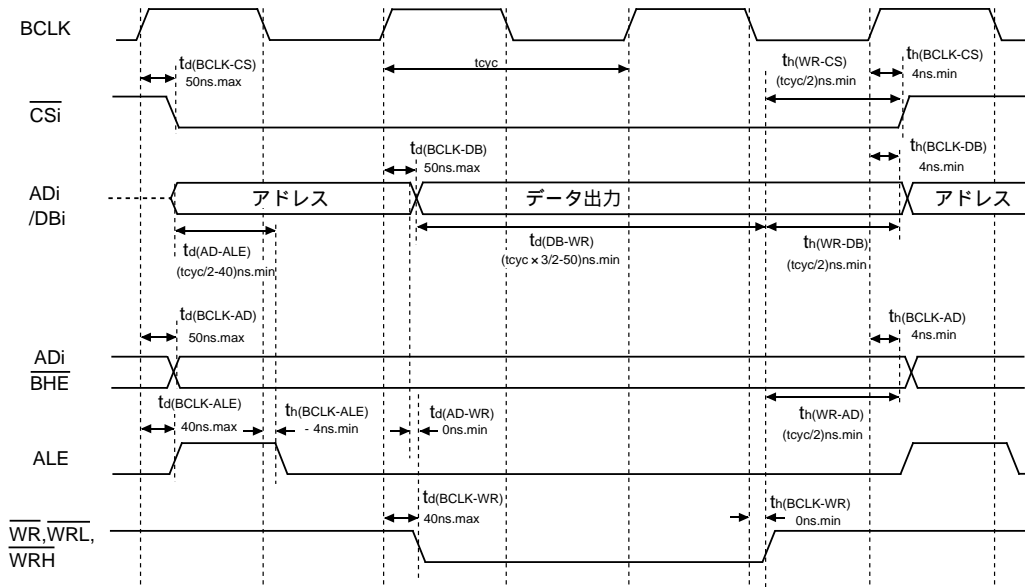 BCLK
td(BCLK-CS)
50ns.max
tcyc
th(WR-CS)
(tcyc/2)ns.min
th(BCLK-CS)
4ns.min
CSi
td(BCLK-DB)
50ns.max
th(BCLK-DB)
4ns.min
ADi
/DBi
アドレス
データ出力
アドレス
td(AD-ALE)
(tcyc/2-40)ns.min
td(DB-WR)
(tcyc×3/2-50)ns.min
th(WR-DB)
(tcyc/2)ns.min
td(BCLK-AD)
50ns.max
th(BCLK-AD)
4ns.min
ADi
BHE
td(BCLK-ALE)
40ns.max
th(BCLK-ALE)
- 4ns.min
td(AD-WR)
0ns.min
th(WR-AD)
(tcyc/2)ns.min
ALE
td(BCLK-WR)
40ns.max
th(BCLK-WR)
0ns.min
WR,WRL,
WRH